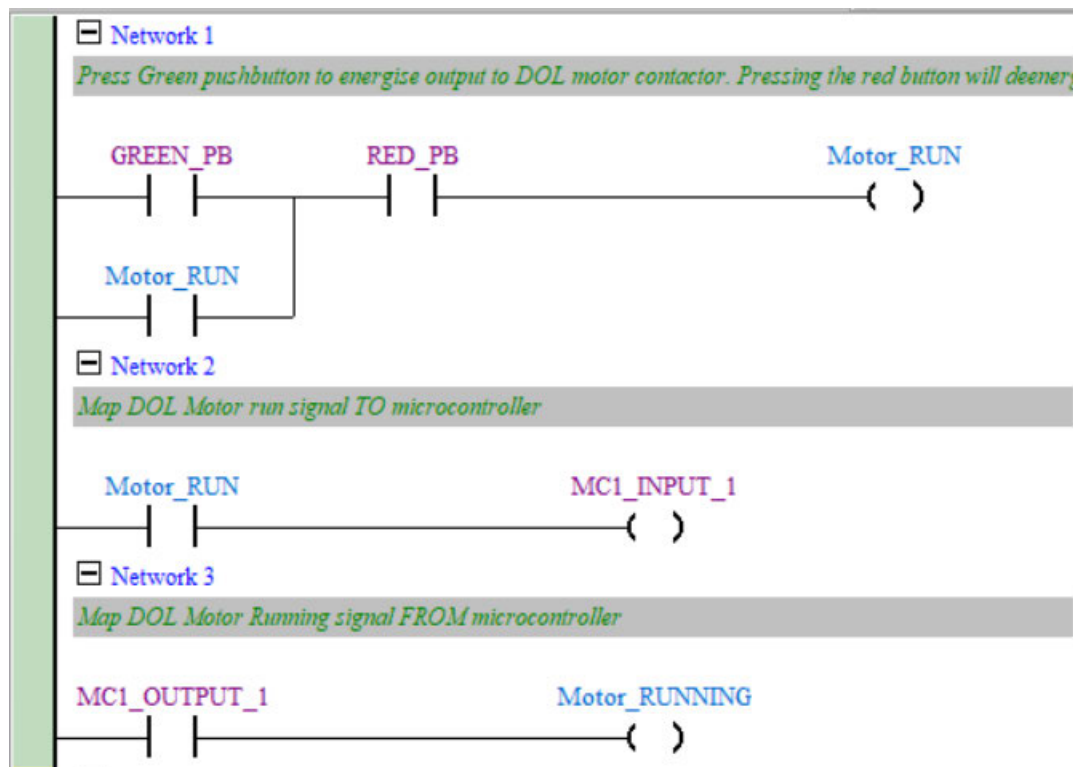 Network 1
Press Green pushbutton to energise output to DOL motor contactor. Pressing the red button will
GREEN_PB RED_PB Motor_RUN
Motor_RUN
Network 2
Map DOL Motor run signal TO microcontroller
Motor_RUN MC1_INPUT_1
Network 3
Map DOL Motor Running signal FROM microcontroller
MC1_OUTPUT_1 Motor_RUNNING